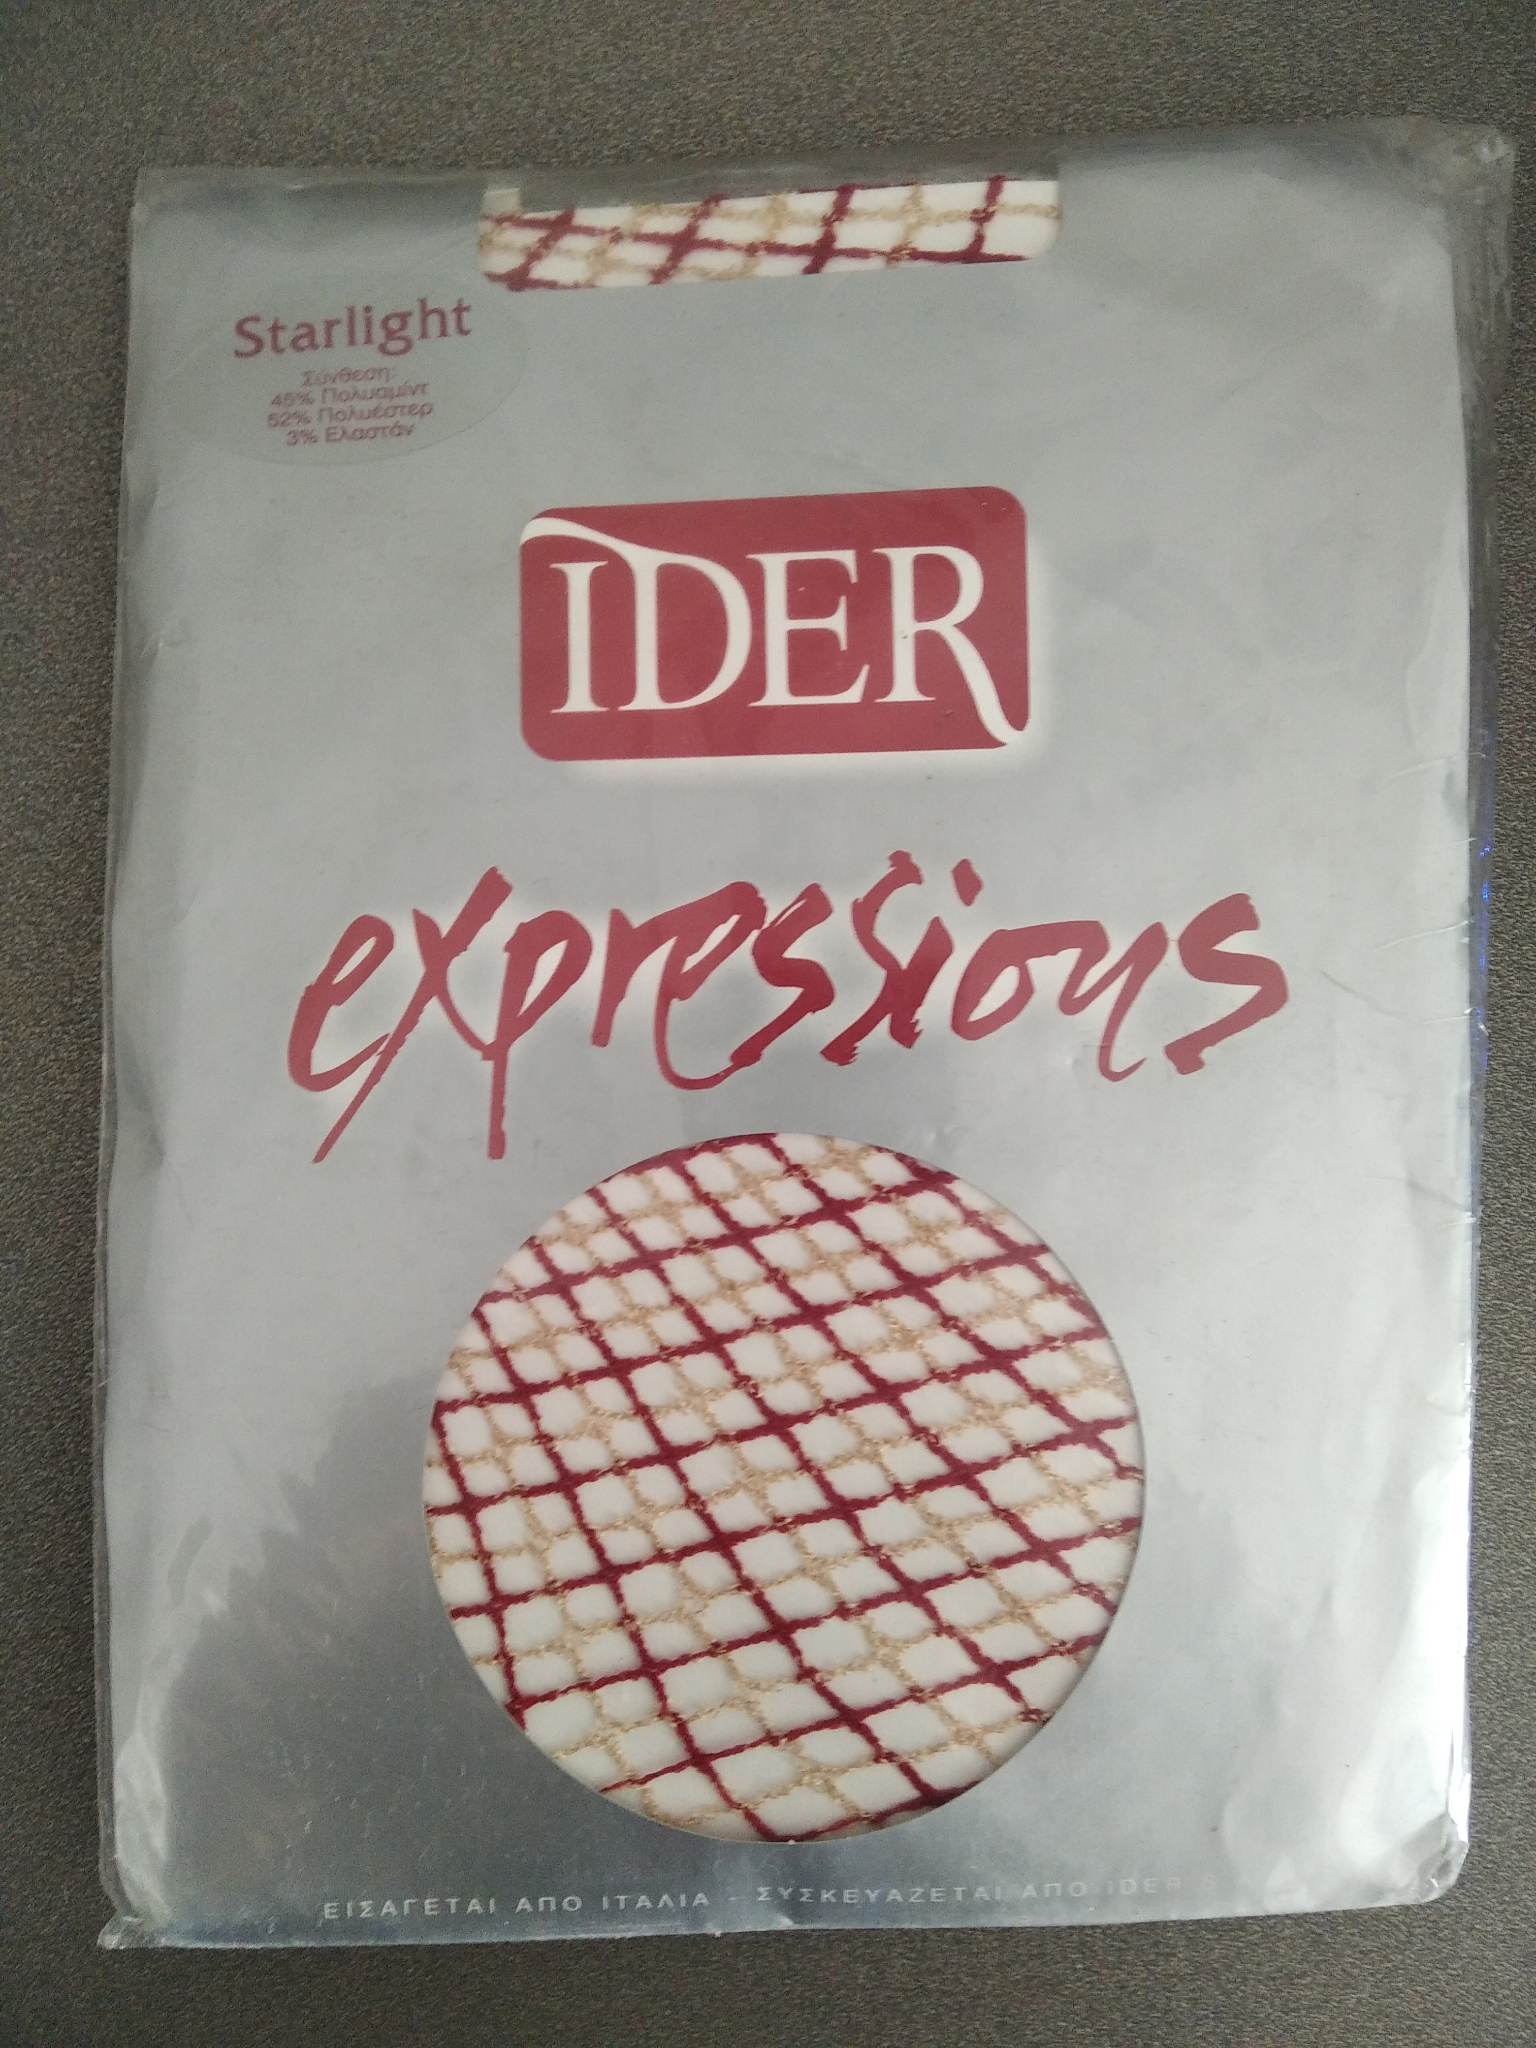 Starlight
Σύνθεση:
45% Πολυαμίντ
52% Πολυέστερ
3% Ελαστάν
IDER
expressions
ΕΙΣΑΓΕΤΑΙ ΑΠΟ ΙΤΑΛΙΑ - ΣΥΣΚΕΥΑΖΕΤΑΙ ΑΠΟ IDER